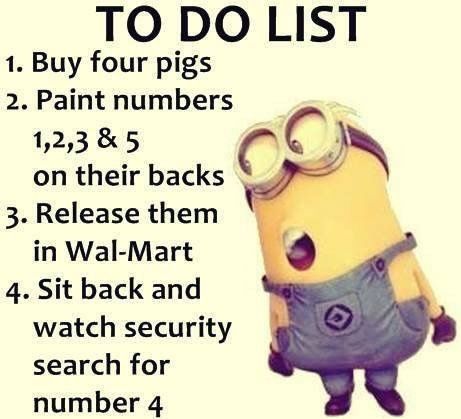 TO DO LIST
1. Buy four pigs
2. Paint numbers
1,2,3 & 5
on their backs
3. Release them
in Wal-Mart
4. Sit back and
watch security
search for
number 4